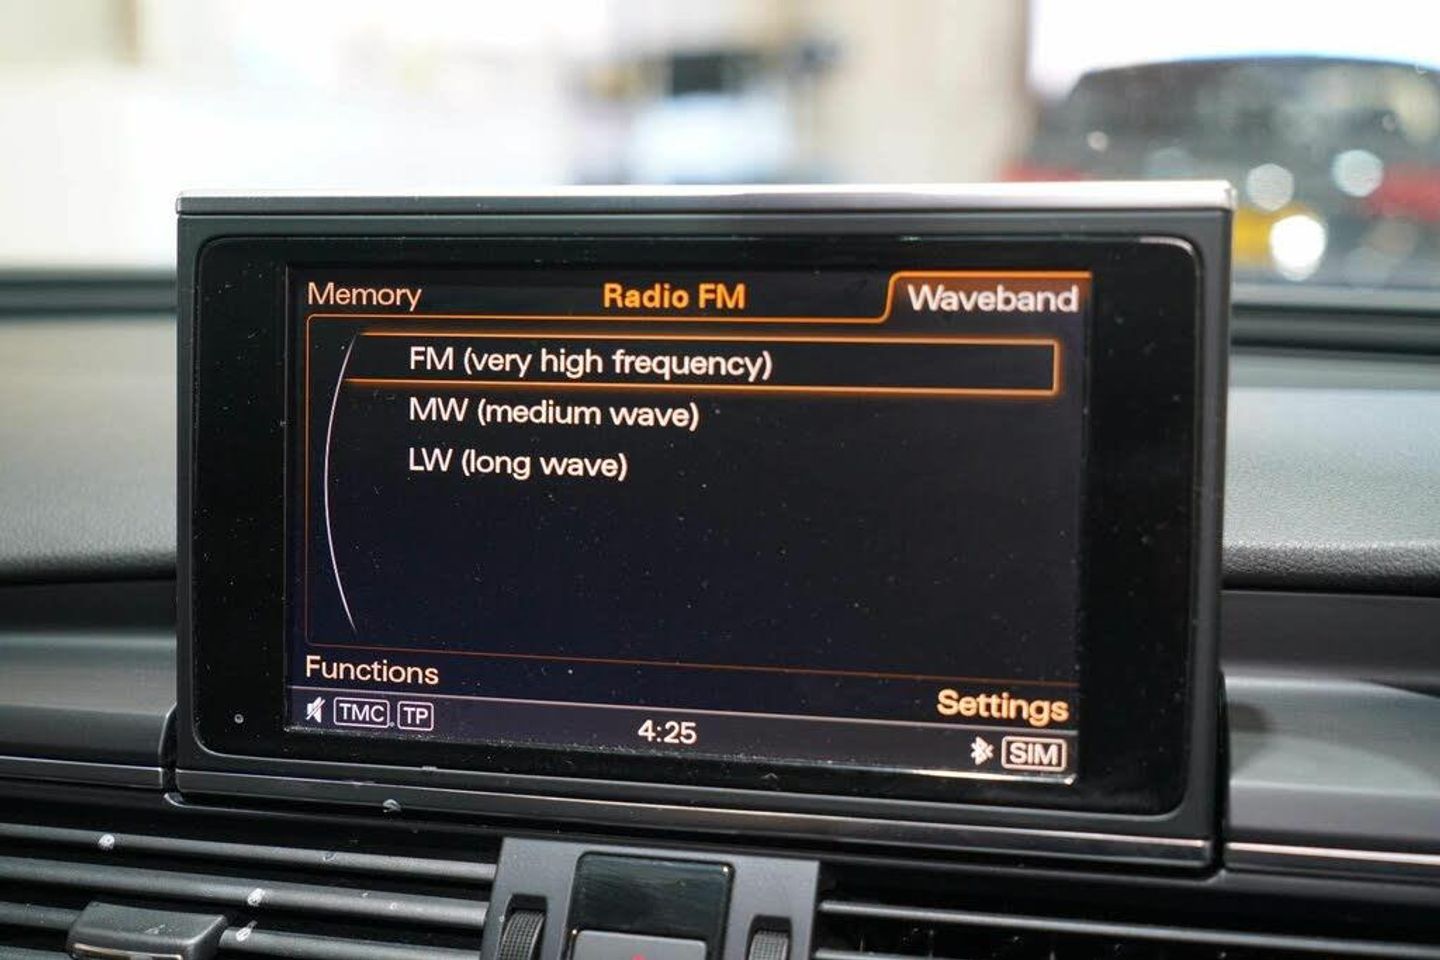 Memory Radio FM Waveband
FM (very high frequency)
MW (medium wave)
LW (long wave)
Functions
Settings
TMC TP 4:25 SIM